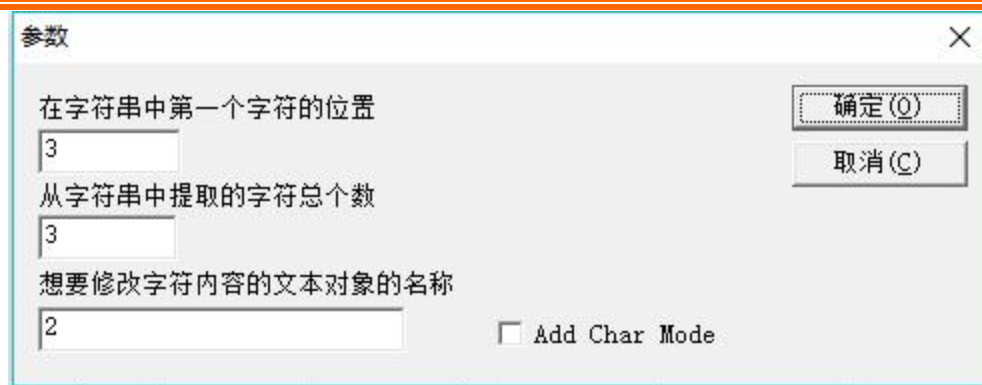 参数
在字符串中第一个字符的位置
确定(O)
3
取消(C)
从字符串中提取的字符总个数
3
想要修改字符内容的文本对象的名称
2
Add Char Mode